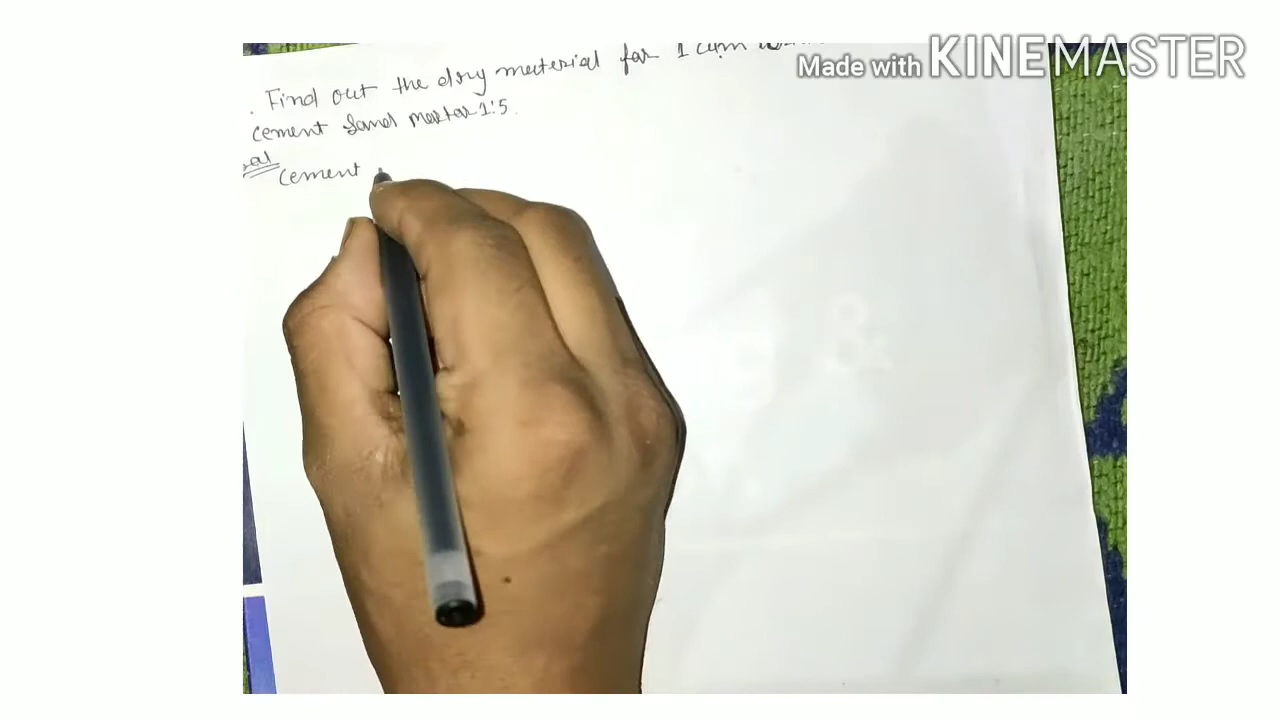 Made with KINEMASTER
. Find out the dry material for 1 cum
cement sand mortar 1:5
cement